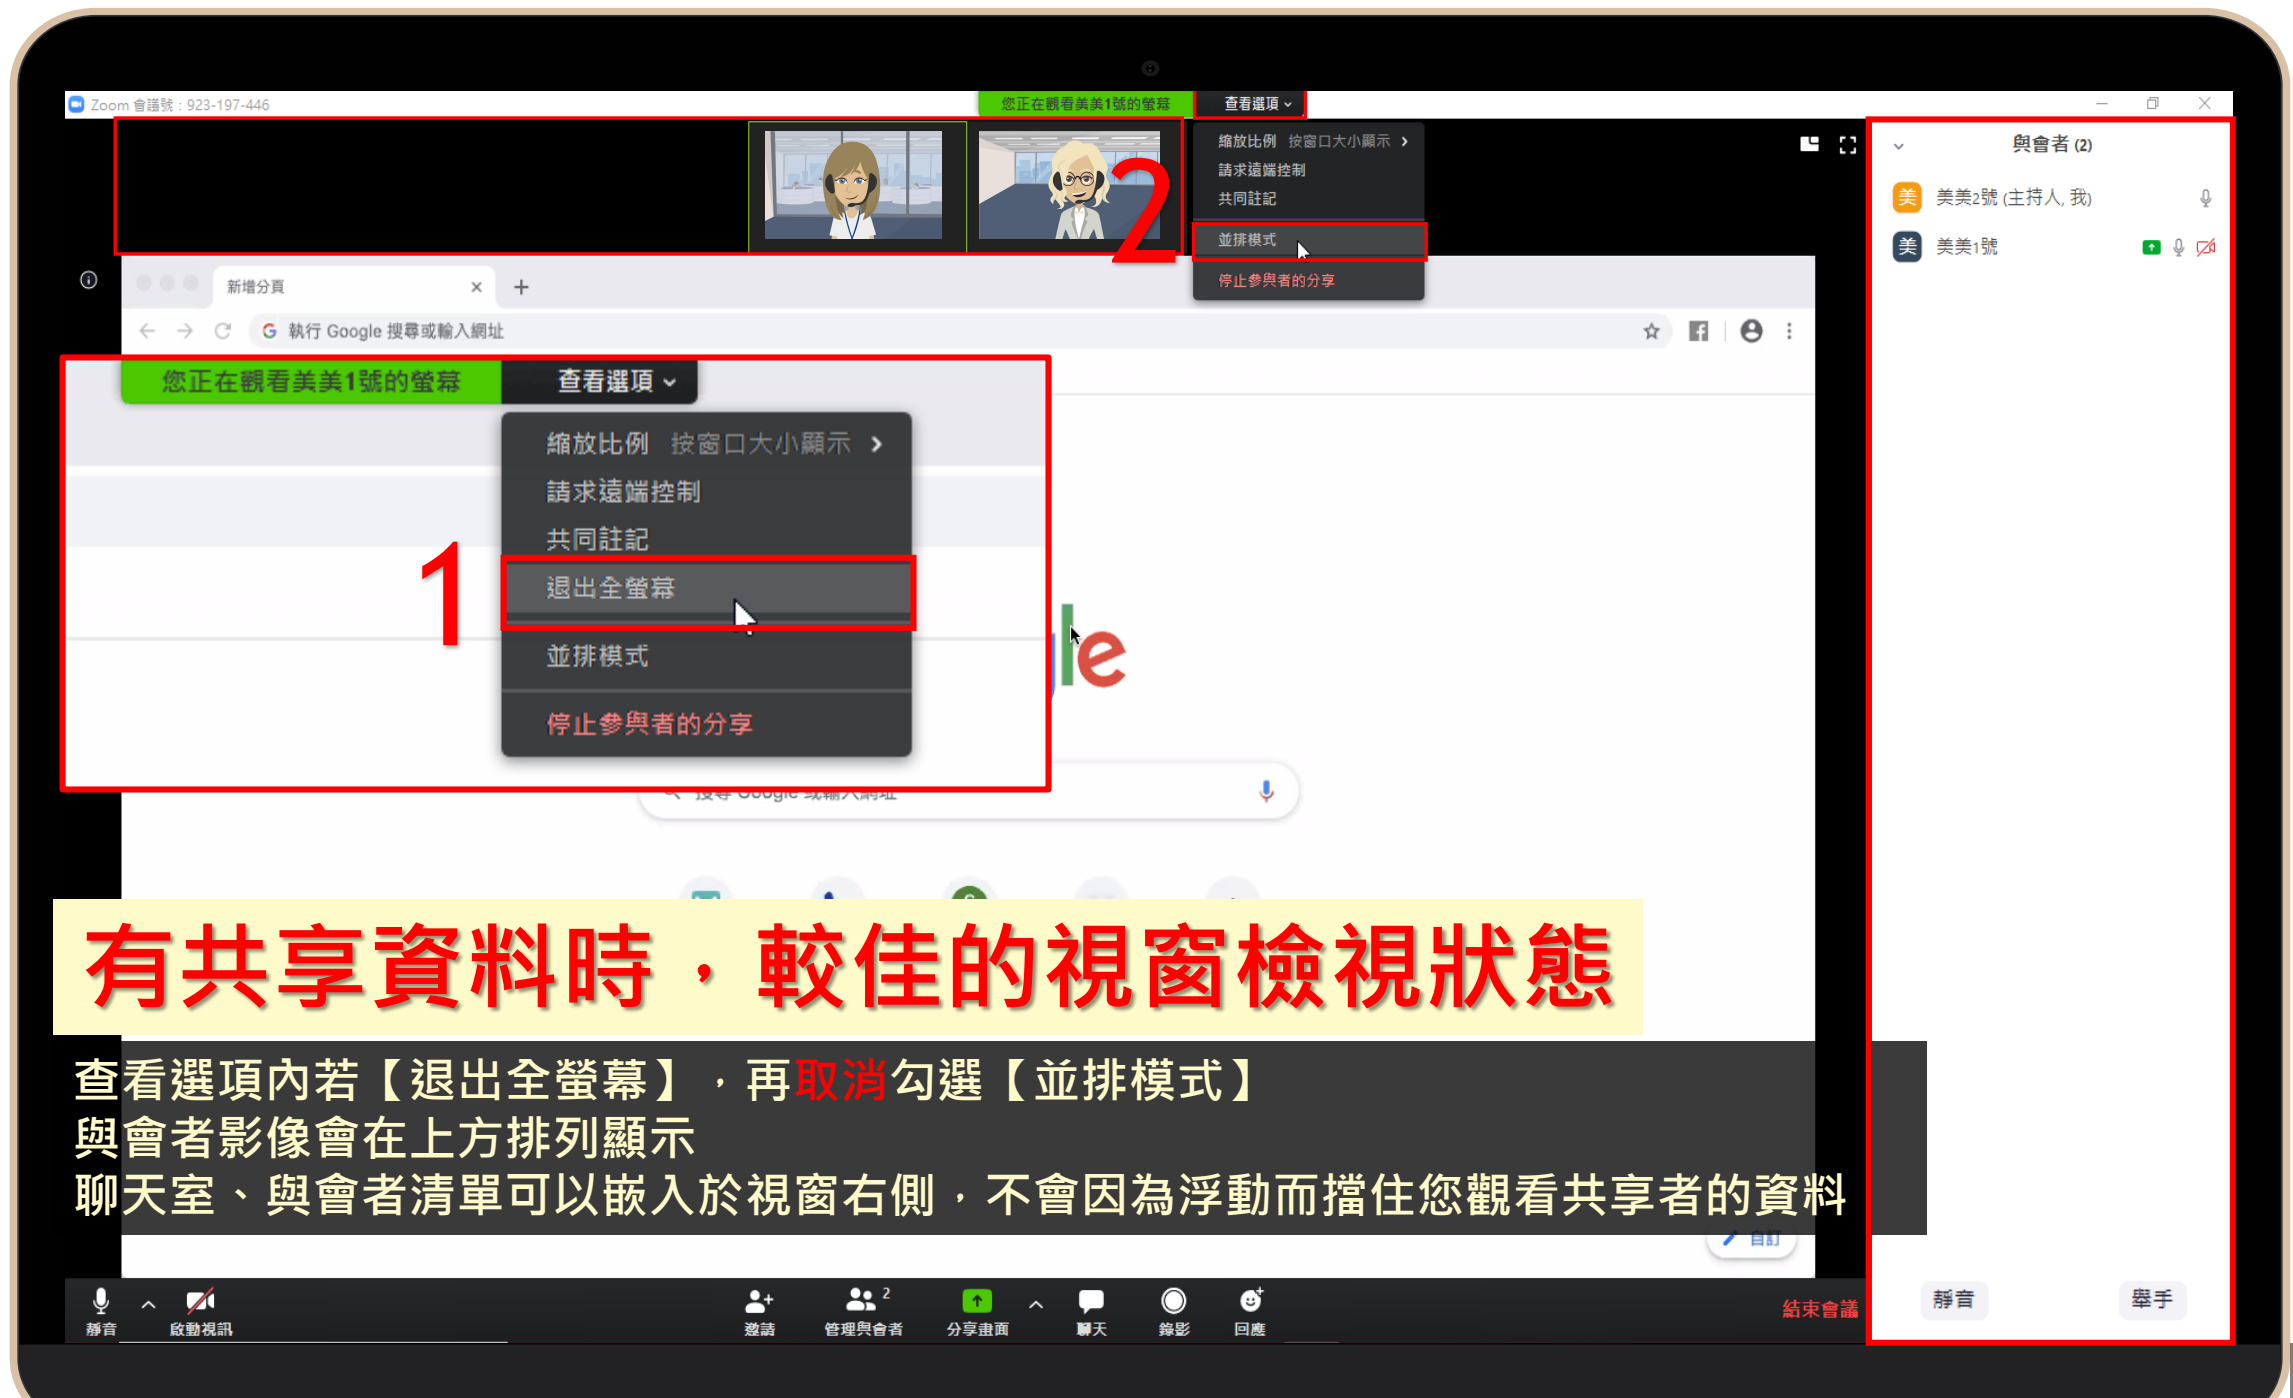 Zoom 會議號：923-197-446
您正在觀看美美1號的螢幕
查看選項
縮放比例 按窗口大小顯示
請求遠端控制
共同註記
並排模式
停止參與者的分享
2
與會者 (2)
美 美美2號 (主持人, 我)
美 美美1號
新增分頁
執行 Google 搜尋或輸入網址
您正在觀看美美1號的螢幕
查看選項
縮放比例 按窗口大小顯示
請求遠端控制
共同註記
1
退出全螢幕
並排模式
停止參與者的分享
le
有共享資料時，較佳的視窗檢視狀態
查看選項內若【退出全螢幕】，再取消勾選【並排模式】
與會者影像會在上方排列顯示
聊天室、與會者清單可以嵌入於視窗右側，不會因為浮動而擋住您觀看共享者的資料
自訂
靜音
啟動視訊
邀請
2
管理與會者
分享畫面
聊天
錄影
回應
結束會議
靜音
舉手